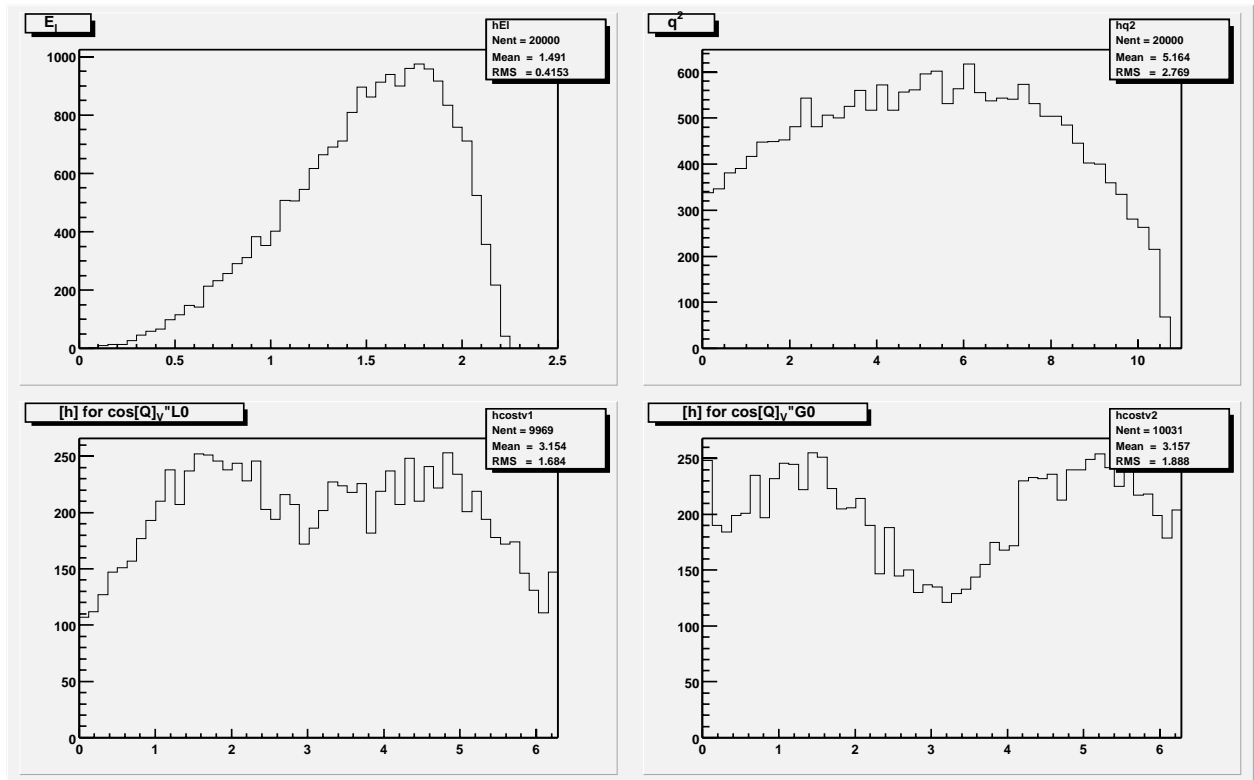 E_l
hEl
Nent = 20000
Mean = 1.491
RMS = 0.4153
1000
800
600
400
200
0
0 0.5 1 1.5 2 2.5
q^2
hq2
Nent = 20000
Mean = 5.164
RMS = 2.769
600
500
400
300
200
100
0
0 2 4 6 8 10
[h] for cos[Q]_V"L0
hcostv1
Nent = 9969
Mean = 3.154
RMS = 1.684
250
200
150
100
50
0
0 1 2 3 4 5 6
[h] for cos[Q]_V"G0
hcostv2
Nent = 10031
Mean = 3.157
RMS = 1.888
250
200
150
100
50
0
0 1 2 3 4 5 6